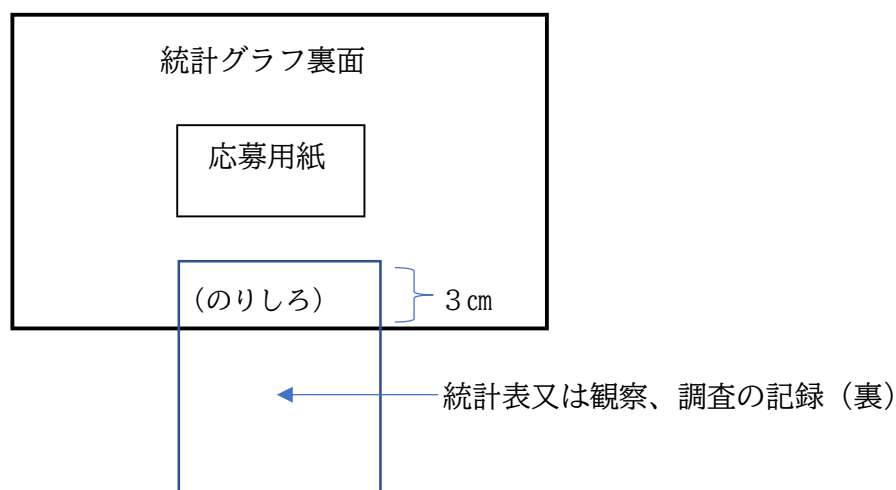 統計グラフ裏面
応募用紙
（のりしろ）
３㎝
統計表又は観察、調査の記録（裏）